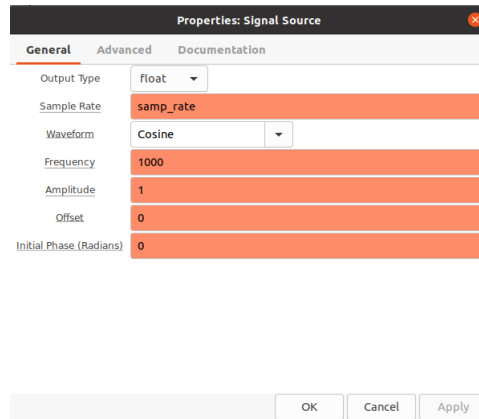 Properties: Signal Source
General Advanced Documentation
Output Type float
Sample Rate samp_rate
Waveform Cosine
Frequency 1000
Amplitude 1
Offset 0
Initial Phase (Radians) 0
OK Cancel Apply